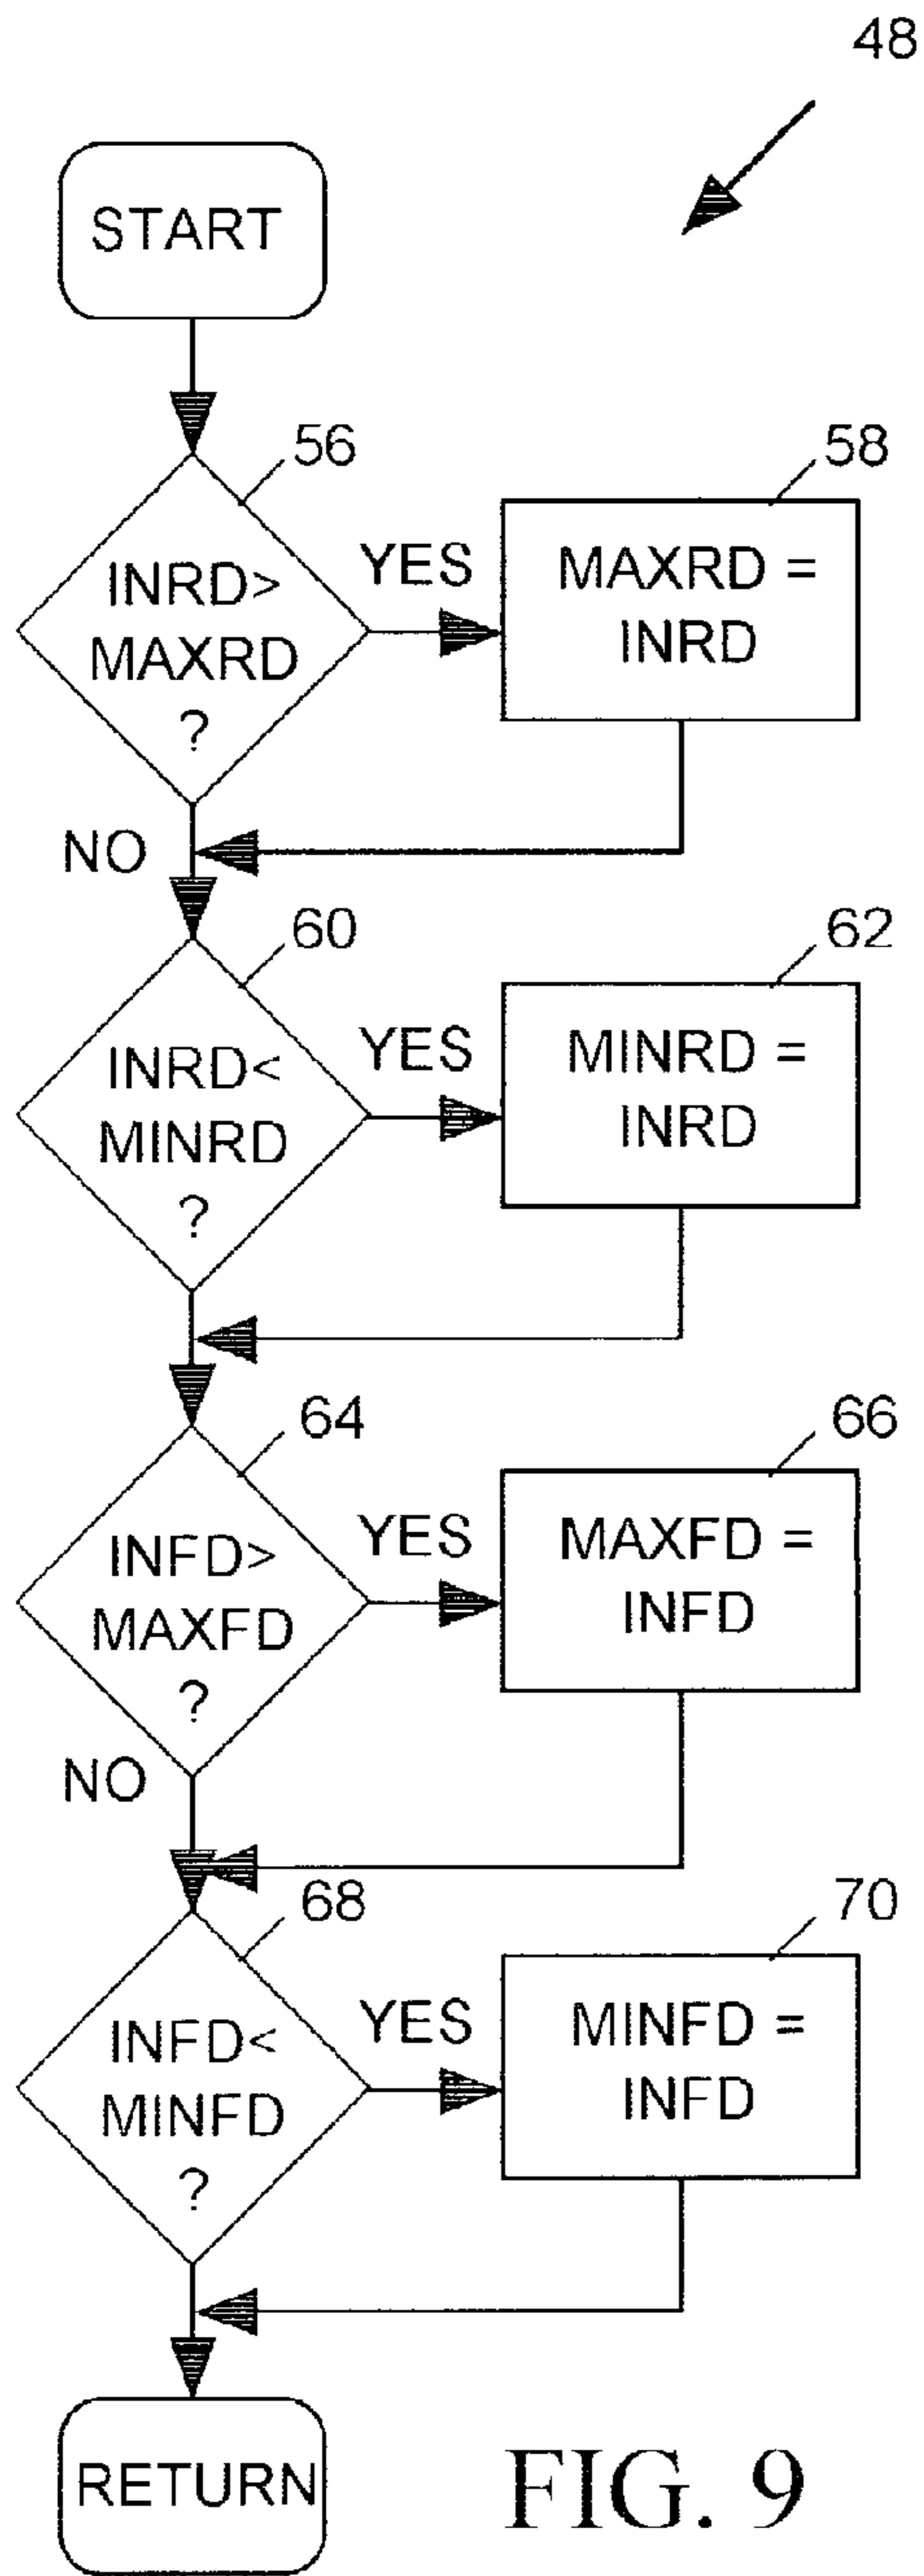 48
START
56
INRD>
MAXRD
?
YES
58
MAXRD =
INRD
NO
60
INRD<
MINRD
?
YES
62
MINRD =
INRD
64
INFD>
MAXFD
?
YES
66
MAXFD =
INFD
NO
68
INFD<
MINFD
?
YES
70
MINFD =
INFD
RETURN
FIG. 9